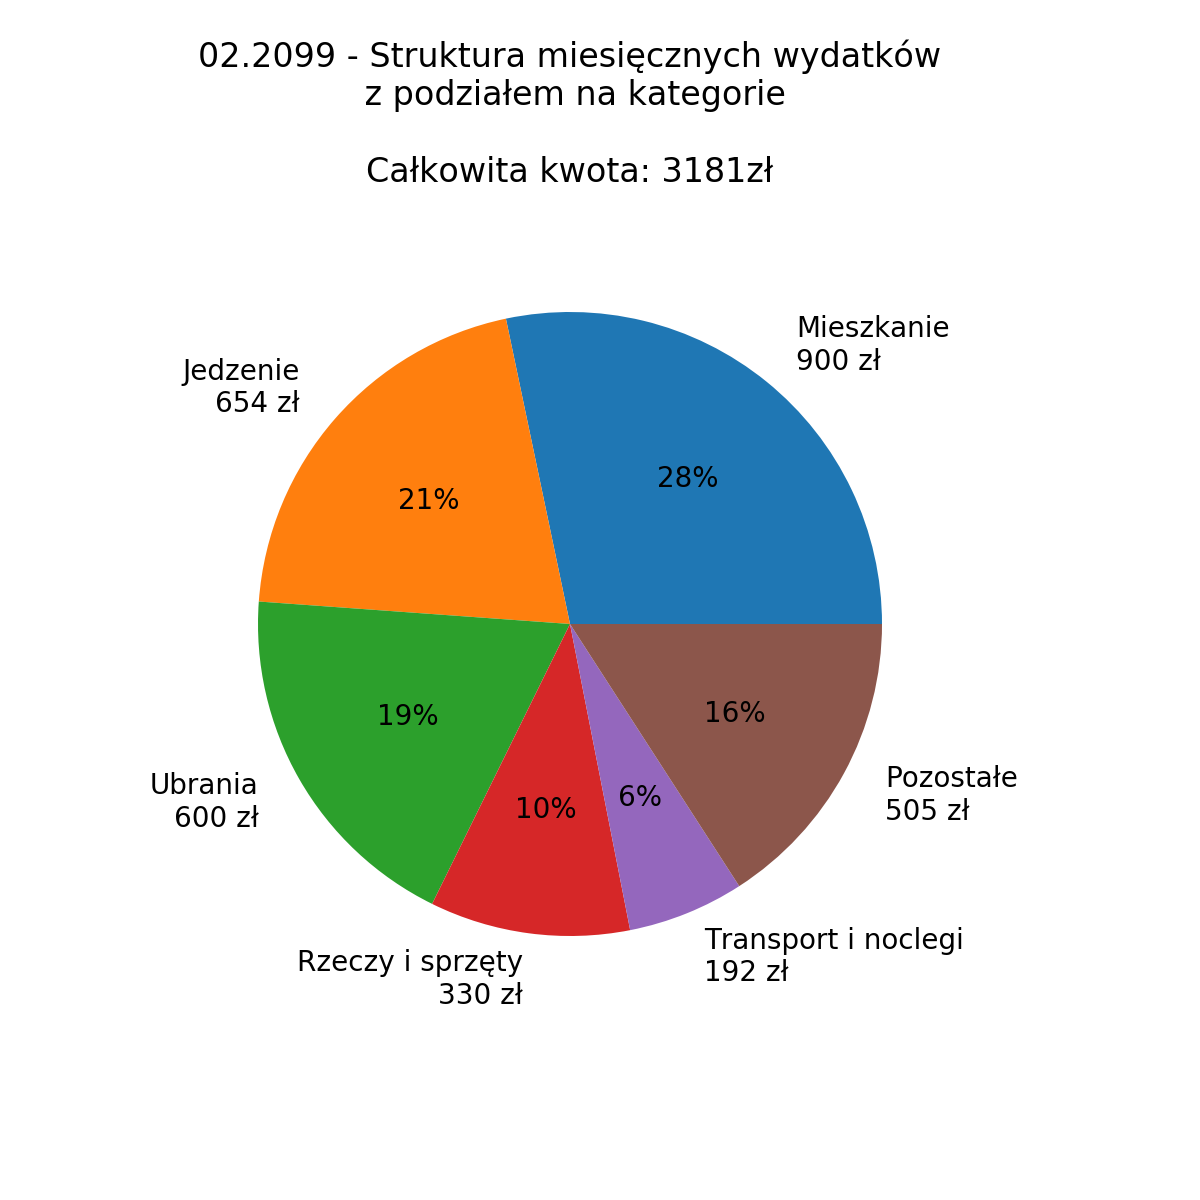 02.2099 - Struktura miesięcznych wydatków
z podziałem na kategorie
Całkowita kwota: 3181zł
Mieszkanie
900 zł
Jedzenie
654 zł
28%
21%
19%
16%
10%
6%
Ubrania
600 zł
Pozostałe
505 zł
Rzeczy i sprzęty
330 zł
Transport i noclegi
192 zł